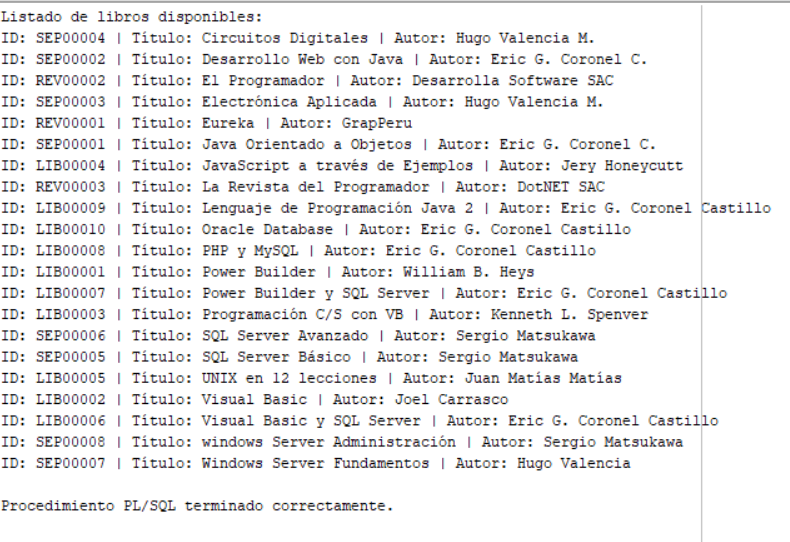 Listado de libros disponibles:
ID: SEP00004 | Título: Circuitos Digitales | Autor: Hugo Valencia M.
ID: SEP00002 | Título: Desarrollo Web con Java | Autor: Eric G. Coronel C.
ID: REV00002 | Título: El Programador | Autor: Desarrolla Software SAC
ID: SEP00003 | Título: Electrónica Aplicada | Autor: Hugo Valencia M.
ID: REV00001 | Título: Eureka | Autor: GrapPeru
ID: SEP00001 | Título: Java Orientado a Objetos | Autor: Eric G. Coronel C.
ID: LIB00004 | Título: JavaScript a través de Ejemplos | Autor: Jery Honeycutt
ID: REV00003 | Título: La Revista del Programador | Autor: DotNET SAC
ID: LIB00009 | Título: Lenguaje de Programación Java 2 | Autor: Eric G. Coronel Castillo
ID: LIB00010 | Título: Oracle Database | Autor: Eric G. Coronel Castillo
ID: LIB00008 | Título: PHP y MySQL | Autor: Eric G. Coronel Castillo
ID: LIB00001 | Título: Power Builder | Autor: William B. Heys
ID: LIB00007 | Título: Power Builder y SQL Server | Autor: Eric G. Coronel Castillo
ID: LIB00003 | Título: Programación C/S con VB | Autor: Kenneth L. Spenver
ID: SEP00006 | Título: SQL Server Avanzado | Autor: Sergio Matsukawa
ID: SEP00005 | Título: SQL Server Básico | Autor: Sergio Matsukawa
ID: LIB00005 | Título: UNIX en 12 lecciones | Autor: Juan Matías Matías
ID: LIB00002 | Título: Visual Basic | Autor: Joel Carrasco
ID: LIB00006 | Título: Visual Basic y SQL Server | Autor: Eric G. Coronel Castillo
ID: SEP00008 | Título: windows Server Administración | Autor: Sergio Matsukawa
ID: SEP00007 | Título: Windows Server Fundamentos | Autor: Hugo Valencia
Procedimiento PL/SQL terminado correctamente.